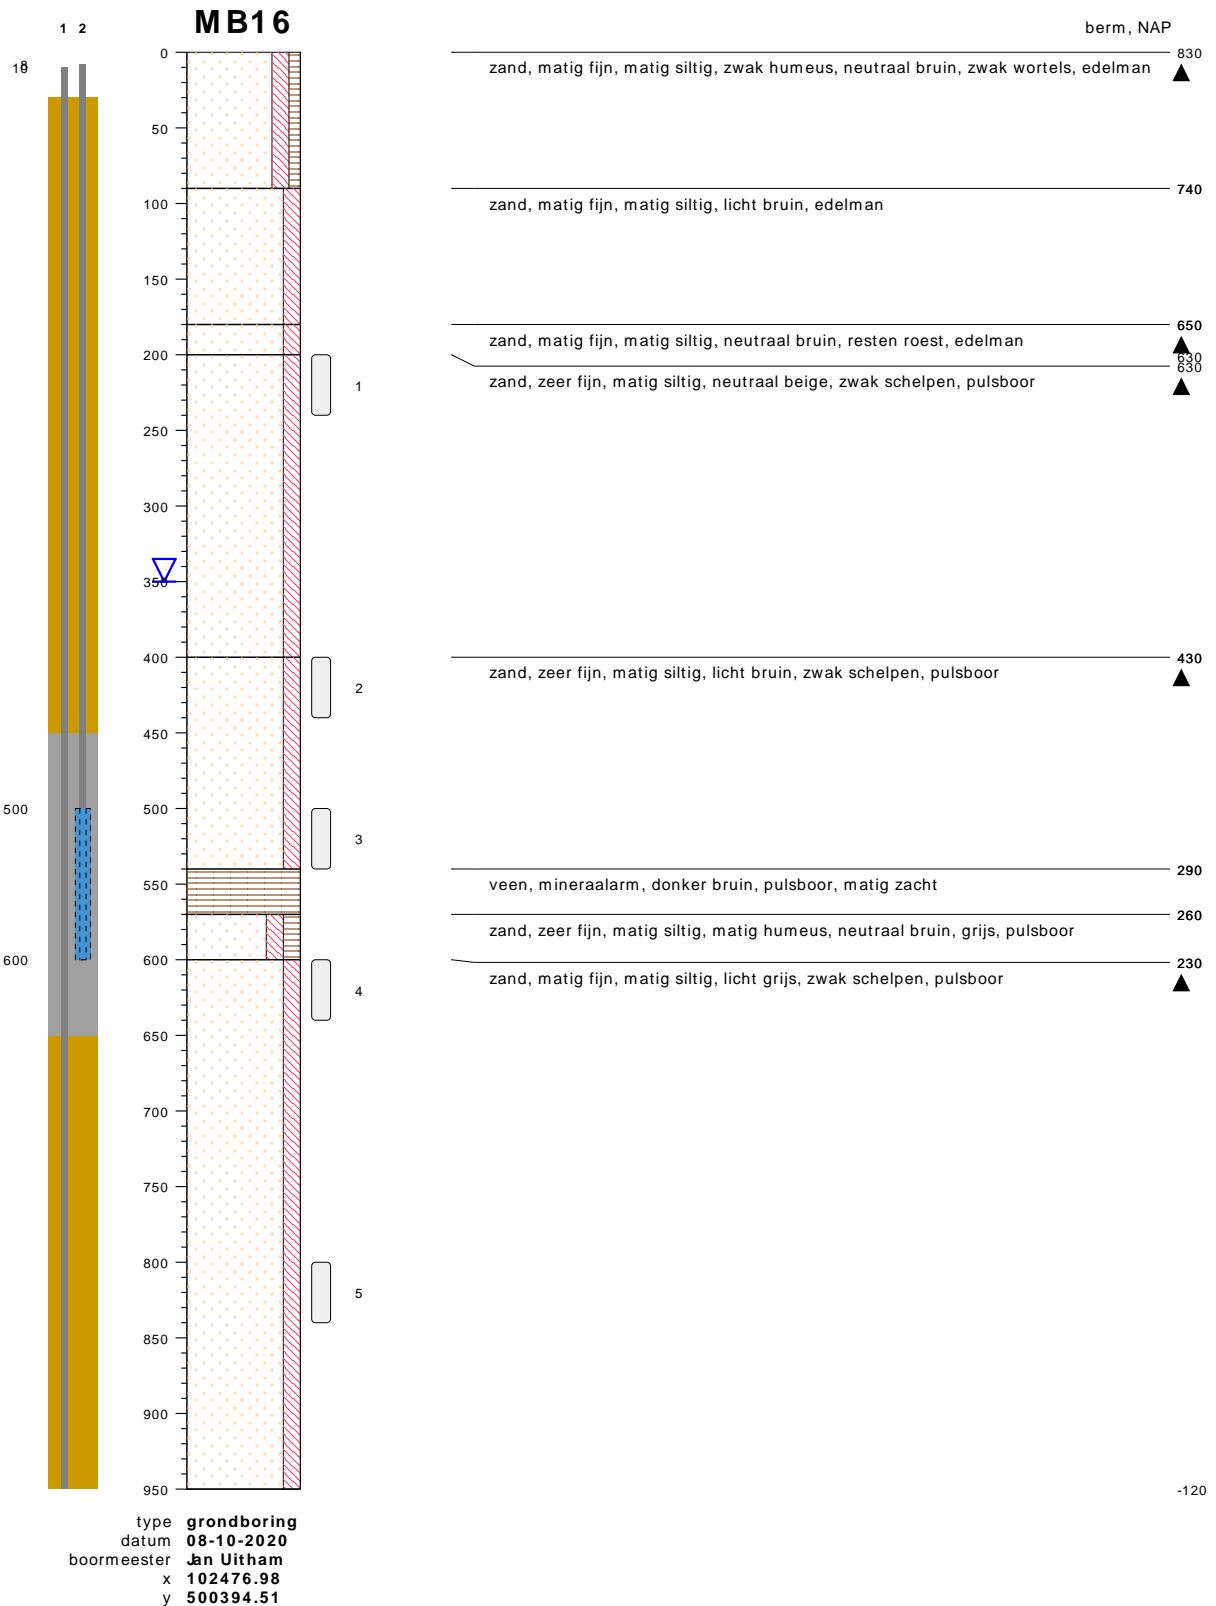 MB16
1 2
berm, NAP
8
10
0
830
zand, matig fijn, matig siltig, zwak humeus, neutraal bruin, zwak wortels, edelman
50
740
100
zand, matig fijn, matig siltig, licht bruin, edelman
150
650
zand, matig fijn, matig siltig, neutraal bruin, resten roest, edelman
200
630
630
zand, zeer fijn, matig siltig, neutraal beige, zwak schelpen, pulsboor
1
250
300
350
400
430
zand, zeer fijn, matig siltig, licht bruin, zwak schelpen, pulsboor
2
450
500
500
3
290
550
veen, mineraalarm, donker bruin, pulsboor, matig zacht
260
zand, zeer fijn, matig siltig, matig humeus, neutraal bruin, grijs, pulsboor
600
600
230
zand, matig fijn, matig siltig, licht grijs, zwak schelpen, pulsboor
4
650
700
750
800
5
850
900
950
-120
type grondboring
datum 08-10-2020
boormeester Jan Uitham
x 102476.98
y 500394.51